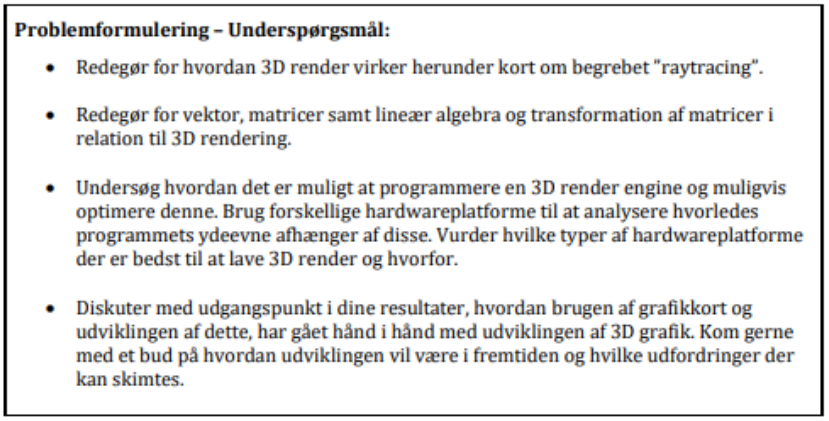 Problemformulering – Underspørgsmål:
• Redegør for hvordan 3D render virker herunder kort om begrebet "raytracing".
• Redegør for vektor, matricer samt lineær algebra og transformation af matricer i
relation til 3D rendering.
• Undersøg hvordan det er muligt at programmere en 3D render engine og muligvis
optimere denne. Brug forskellige hardwareplatforme til at analysere hvorledes
programmets ydeevne afhænger af disse. Vurder hvilke typer af hardwareplatforme
der er bedst til at lave 3D render og hvorfor.
• Diskuter med udgangspunkt i dine resultater, hvordan brugen af grafikkort og
udviklingen af dette, har gået hånd i hånd med udviklingen af 3D grafik. Kom gerne
med et bud på hvordan udviklingen vil være i fremtiden og hvilke udfordringer der
kan skimtes.